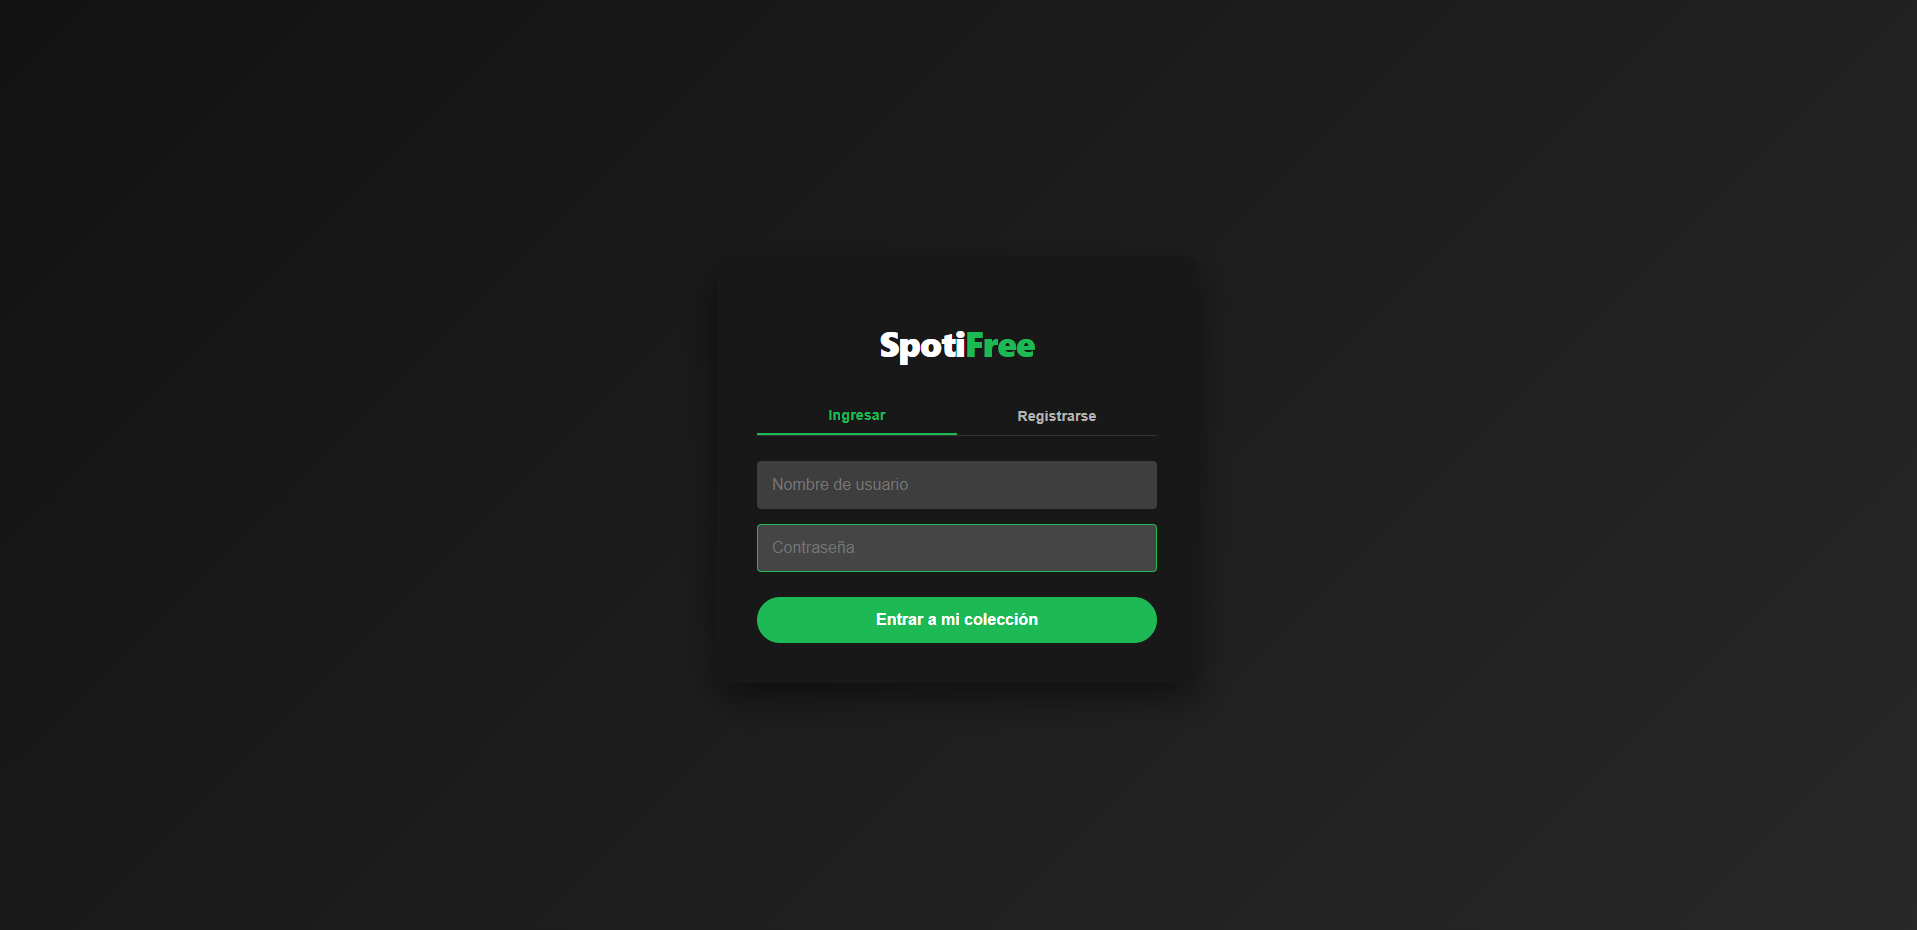 SpotiFree
Ingresar Registrarse
Nombre de usuario
Contraseña
Entrar a mi colección